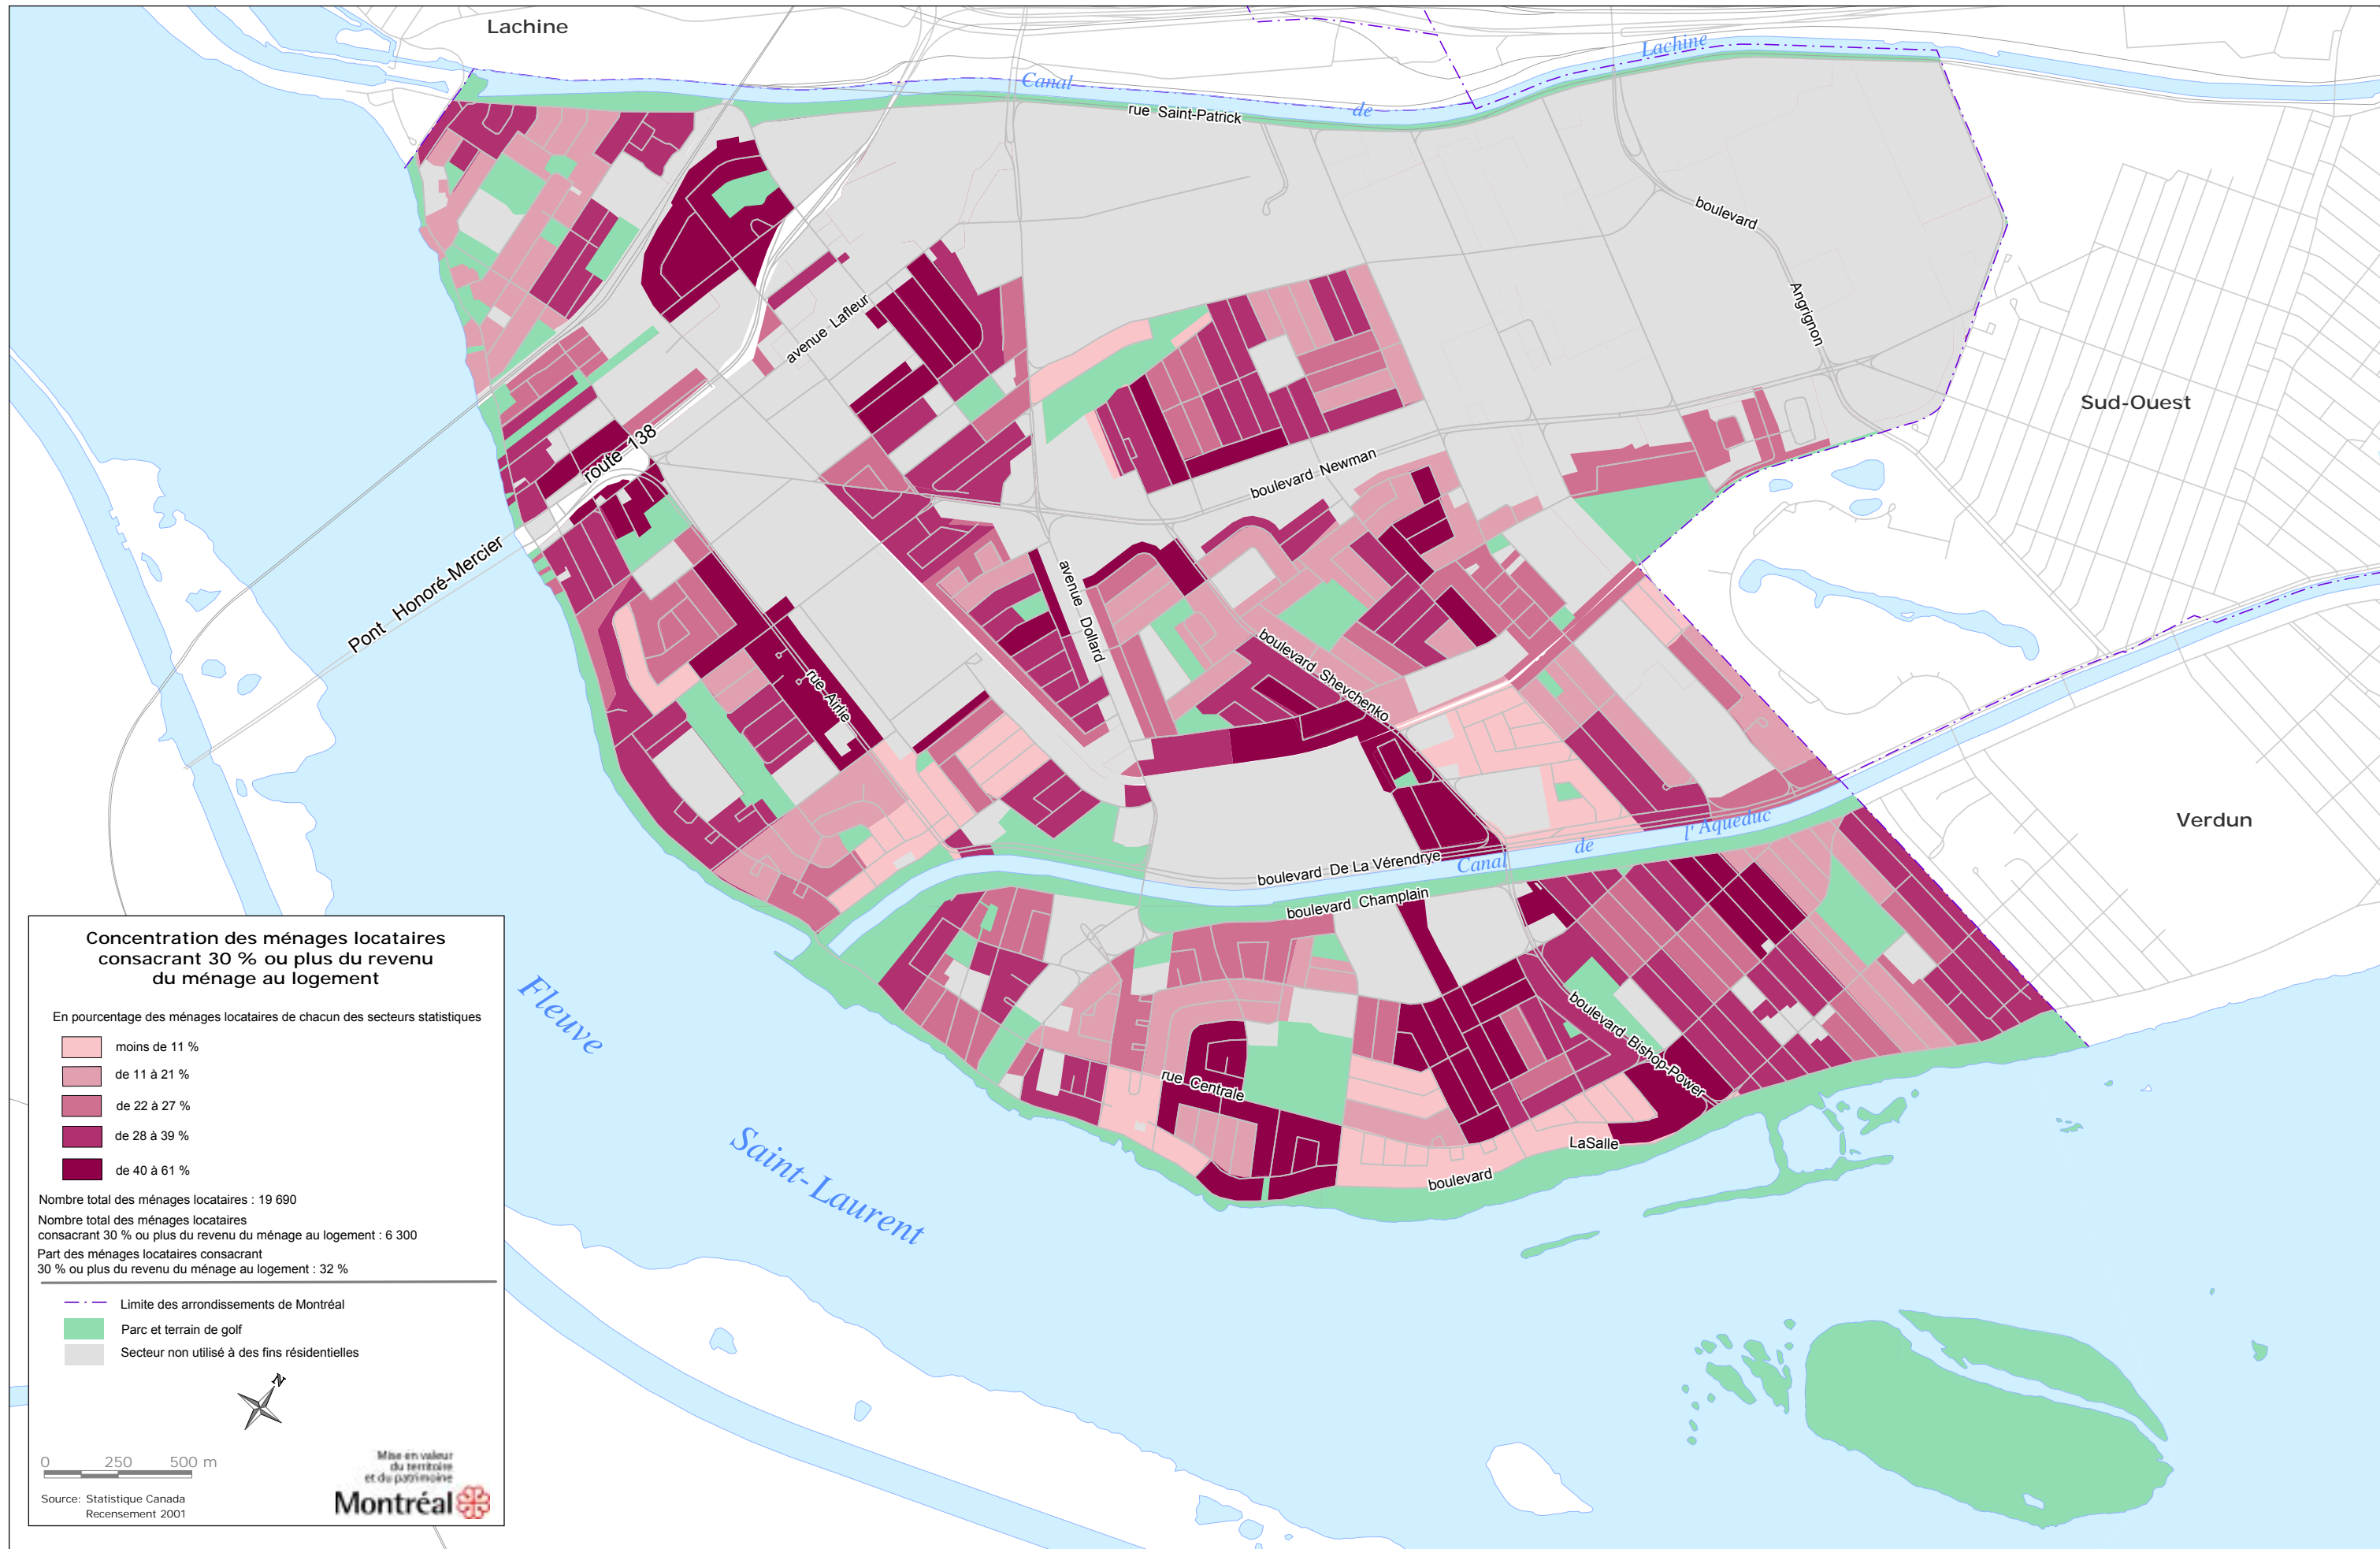 Lachine
Canal
de
Lachine
rue Saint-Patrick
boulevard
Angrignon
avenue Lafleur
Sud-Ouest
route 138
boulevard Newman
Pont Honoré-Mercier
avenue Dollard
boulevard Shevchenko
rue Airlie
Verdun
boulevard De La Vérendrye
Canal
de
l'Aqueduc
boulevard Champlain
boulevard Bishop-Power
rue Centrale
LaSalle
boulevard
Fleuve
Saint-Laurent
Concentration des ménages locataires
consacrant 30 % ou plus du revenu
du ménage au logement
En pourcentage des ménages locataires de chacun des secteurs statistiques
moins de 11 %
de 11 à 21 %
de 22 à 27 %
de 28 à 39 %
de 40 à 61 %
Nombre total des ménages locataires : 19 690
Nombre total des ménages locataires
consacrant 30 % ou plus du revenu du ménage au logement : 6 300
Part des ménages locataires consacrant
30 % ou plus du revenu du ménage au logement : 32 %
Limite des arrondissements de Montréal
Parc et terrain de golf
Secteur non utilisé à des fins résidentielles
N
0 250 500 m
Mise en valeur
du territoire
et du patrimoine
Montréal
Source: Statistique Canada
Recensement 2001